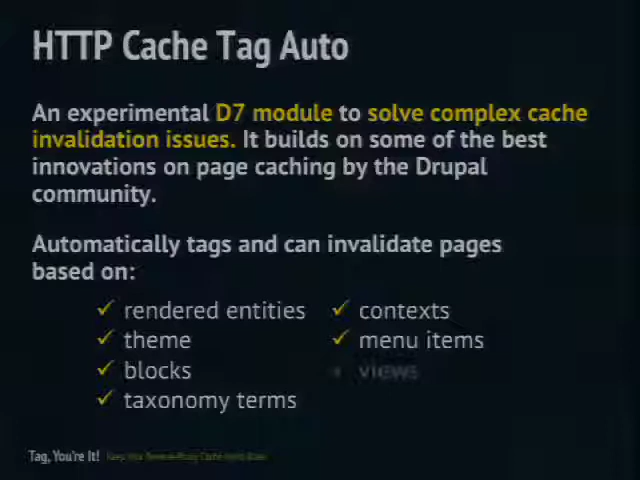 HTTP Cache Tag Auto
An experimental D7 module to solve complex cache
invalidation issues. It builds on some of the best
innovations on page caching by the Drupal
community.
Automatically tags and can invalidate pages
based on:
✓ rendered entities
✓ theme
✓ blocks
✓ taxonomy terms
✓ contexts
✓ menu items
views
Tag, You're It!